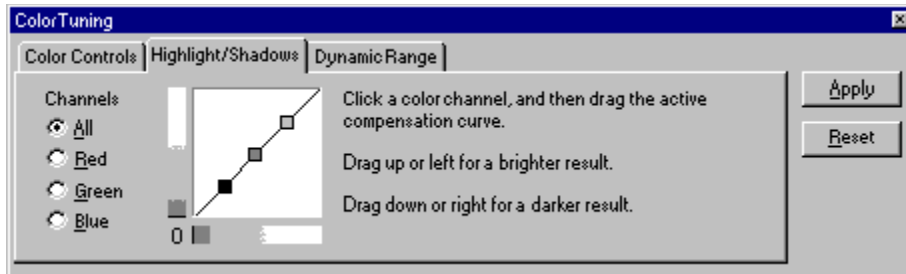 ColorTuning
Color Controls Highlight/Shadows Dynamic Range
Channels
All
Red
Green
Blue
0
Click a color channel, and then drag the active
compensation curve.
Drag up or left for a brighter result.
Drag down or right for a darker result.
Apply
Reset